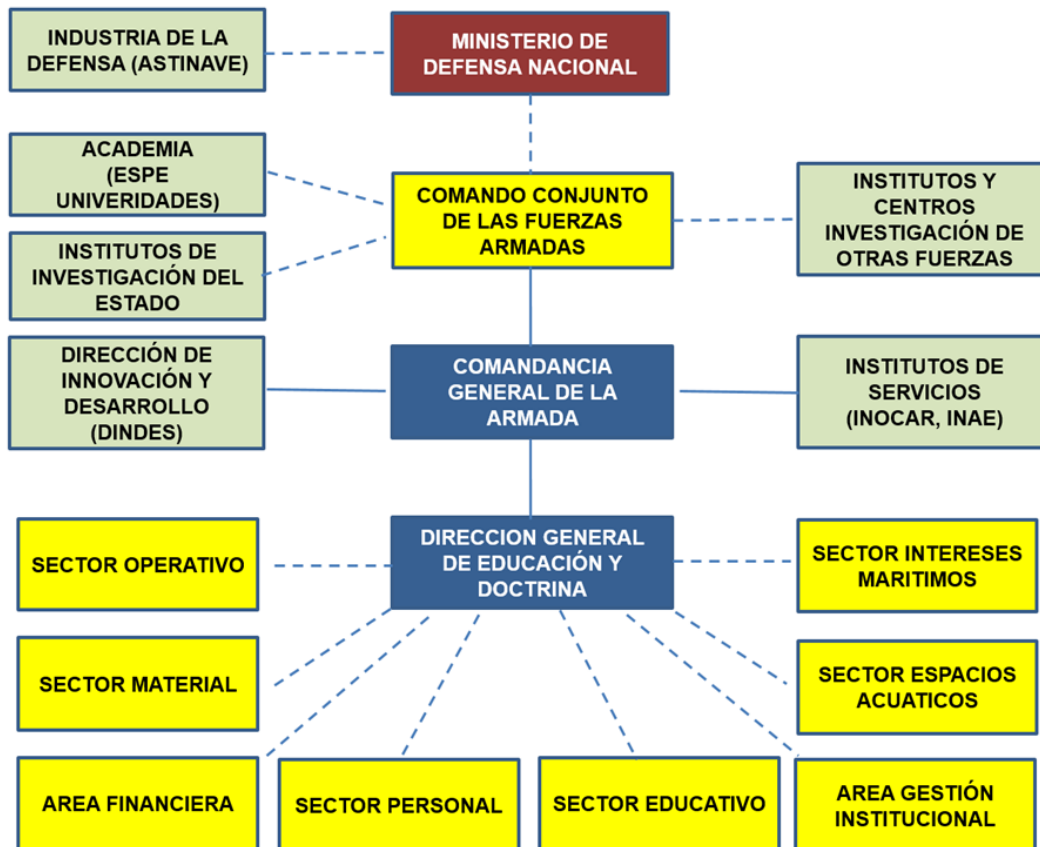 INDUSTRIA DE LA
DEFENSA (ASTINAVE)
MINISTERIO DE
DEFENSA NACIONAL
ACADEMIA
(ESPE
UNIVERIDADES)
COMANDO CONJUNTO
DE LAS FUERZAS
ARMADAS
INSTITUTOS Y
CENTROS
INVESTIGACIÓN DE
OTRAS FUERZAS
INSTITUTOS DE
INVESTIGACIÓN DEL
ESTADO
DIRECCIÓN DE
INNOVACIÓN Y
DESARROLLO
(DINDES)
COMANDANCIA
GENERAL DE LA
ARMADA
INSTITUTOS DE
SERVICIOS
(INOCAR, INAE)
SECTOR OPERATIVO
DIRECCION GENERAL
DE EDUCACIÓN Y
DOCTRINA
SECTOR INTERESES
MARITIMOS
SECTOR MATERIAL
SECTOR ESPACIOS
ACUATICOS
AREA FINANCIERA
SECTOR PERSONAL
SECTOR EDUCATIVO
AREA GESTIÓN
INSTITUCIONAL